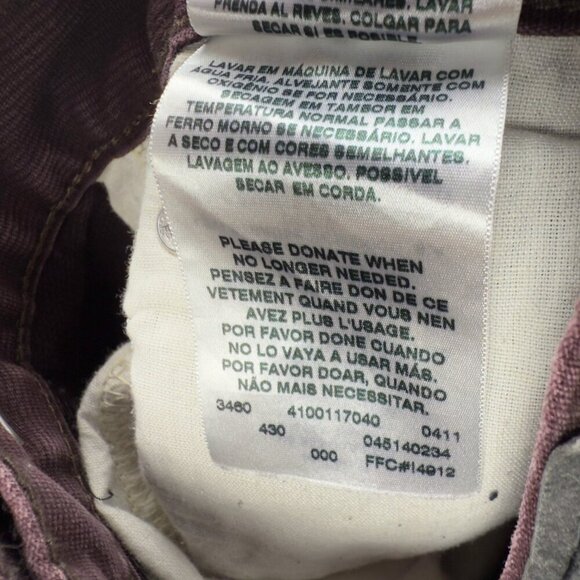 PRENDA AL REVES. COLGAR PARA
SECAR SI ES POSIBLE
LAVAR EM MÁQUINA DE LAVAR COM
AGUA FRIA. ALVEJANTE SOMENTE COM
OXYGÊNIO SE FOR NECESSÁRIO.
SECAGEM EM TAMBOR EM
TEMPERATURA NORMAL PASSAR A
FERRO MORNO SE NECESSÁRIO. LAVAR
A SECO E COM CORES SEMELHANTES.
LAVAGEM AO AVESSO. POSSIVEL
SECAR EM CORDA.
PLEASE DONATE WHEN
NO LONGER NEEDED.
PENSEZ A FAIRE DON DE CE
VETEMENT QUAND VOUS NEN
AVEZ PLUS L'USAGE.
POR FAVOR DONE CUANDO
NO LO VAYA A USAR MÁS.
POR FAVOR DOAR, QUANDO
NÃO MAIS NECESSITAR.
3460 4100117040 0411
430 045140234
000 FFC#I4912